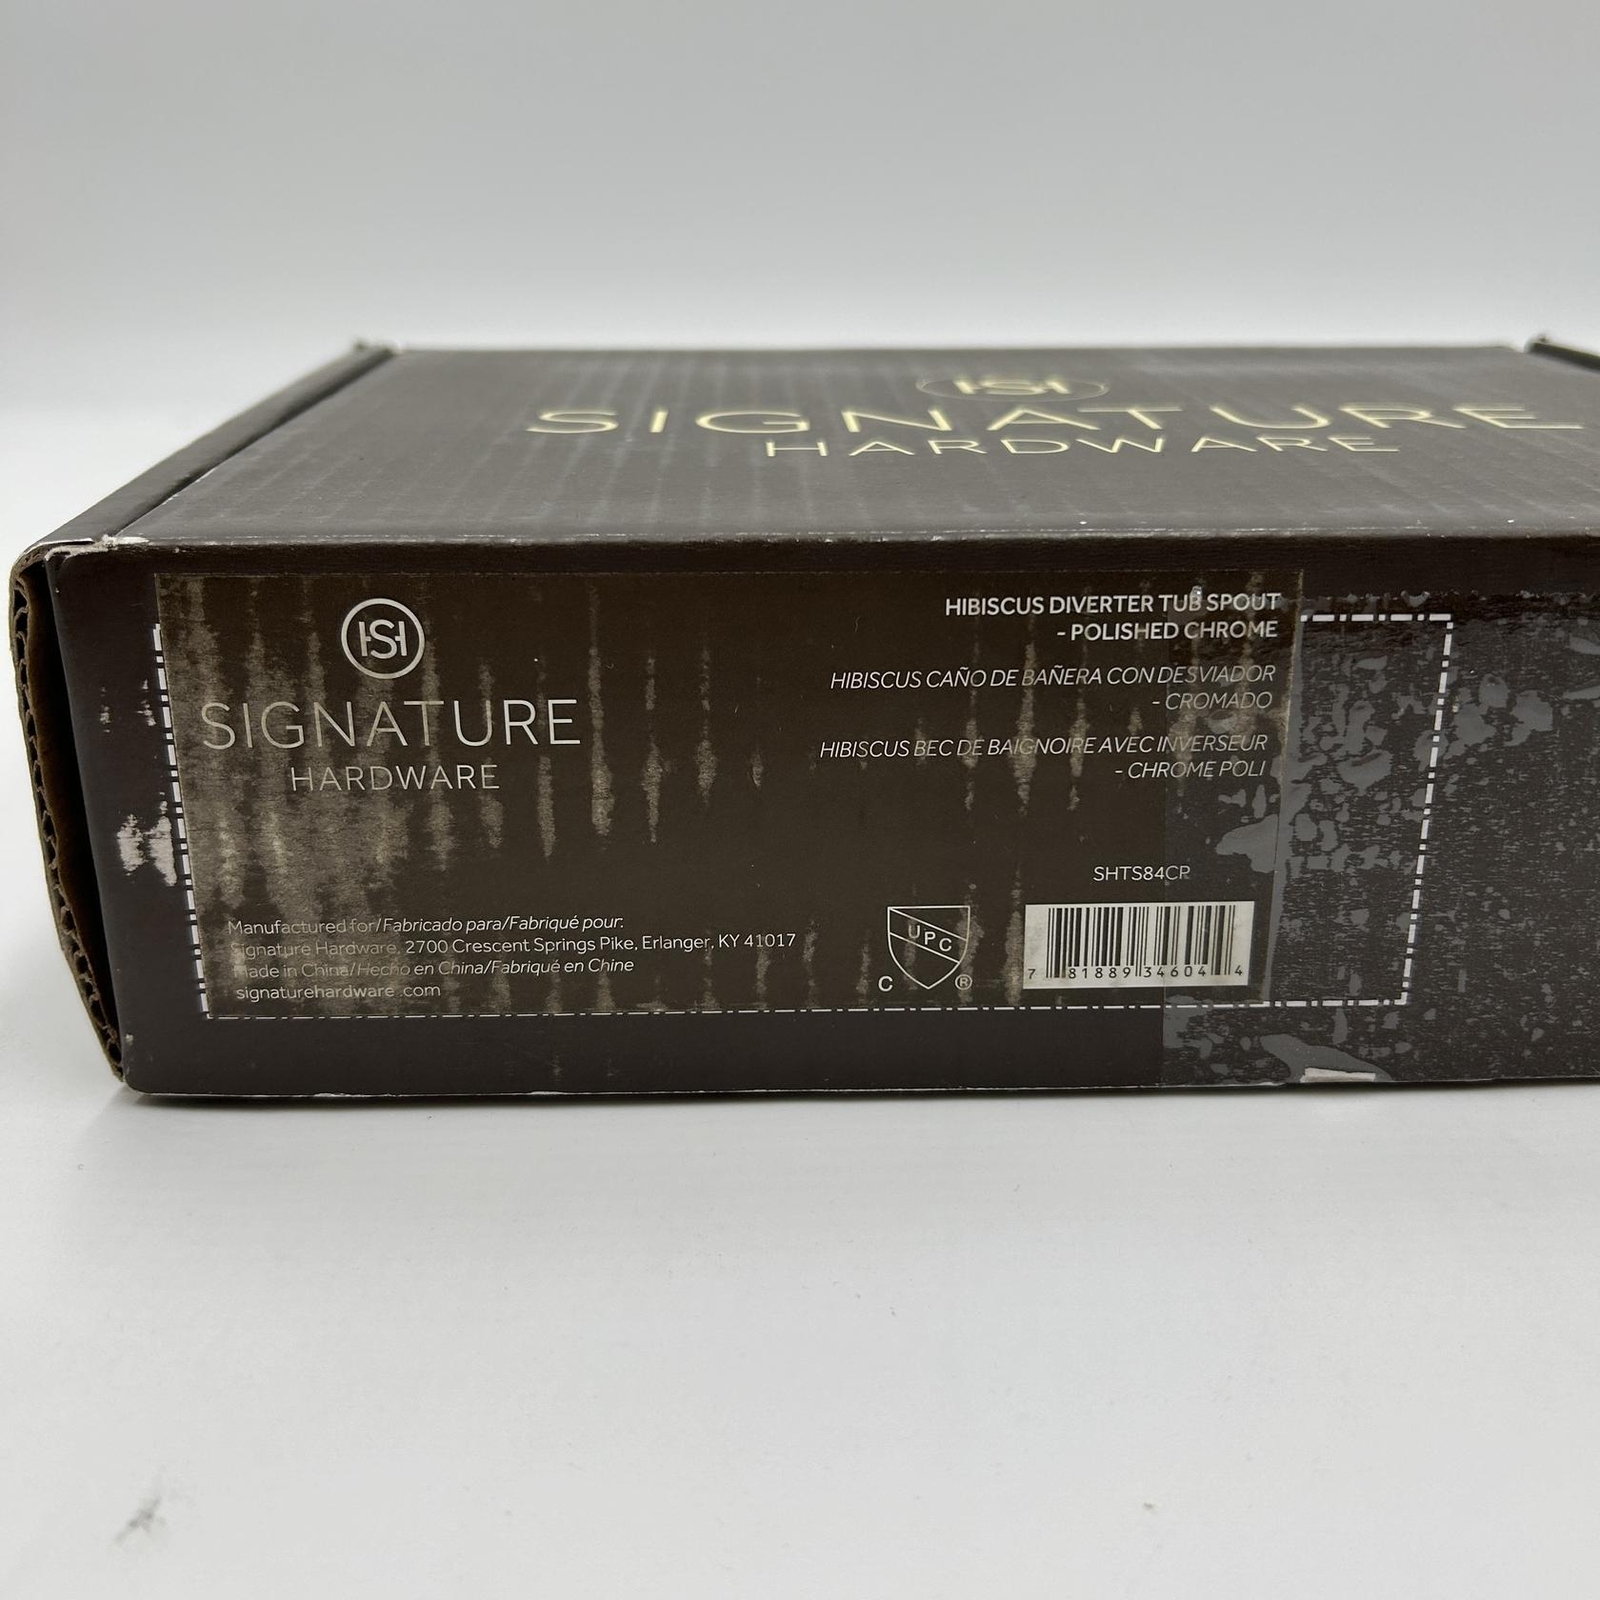 SH
SIGNATURE
HARDWARE
SH
SIGNATURE
HARDWARE
HIBISCUS DIVERTER TUB SPOUT
- POLISHED CHROME
HIBISCUS CAÑO DE BAÑERA CON DESVIADOR
- CROMADO
HIBISCUS BEC DE BAIGNOIRE AVEC INVERSEUR
- CHROME POLI
Manufactured for/Fabricado para/Fabriqué pour:
Signature Hardware, 2700 Crescent Springs Pike, Erlanger, KY 41017
Made in China/Hecho en China/Fabriqué en Chine
signaturehardware.com
UPC
C ®
SHTS84CP
7 81889 34604 4